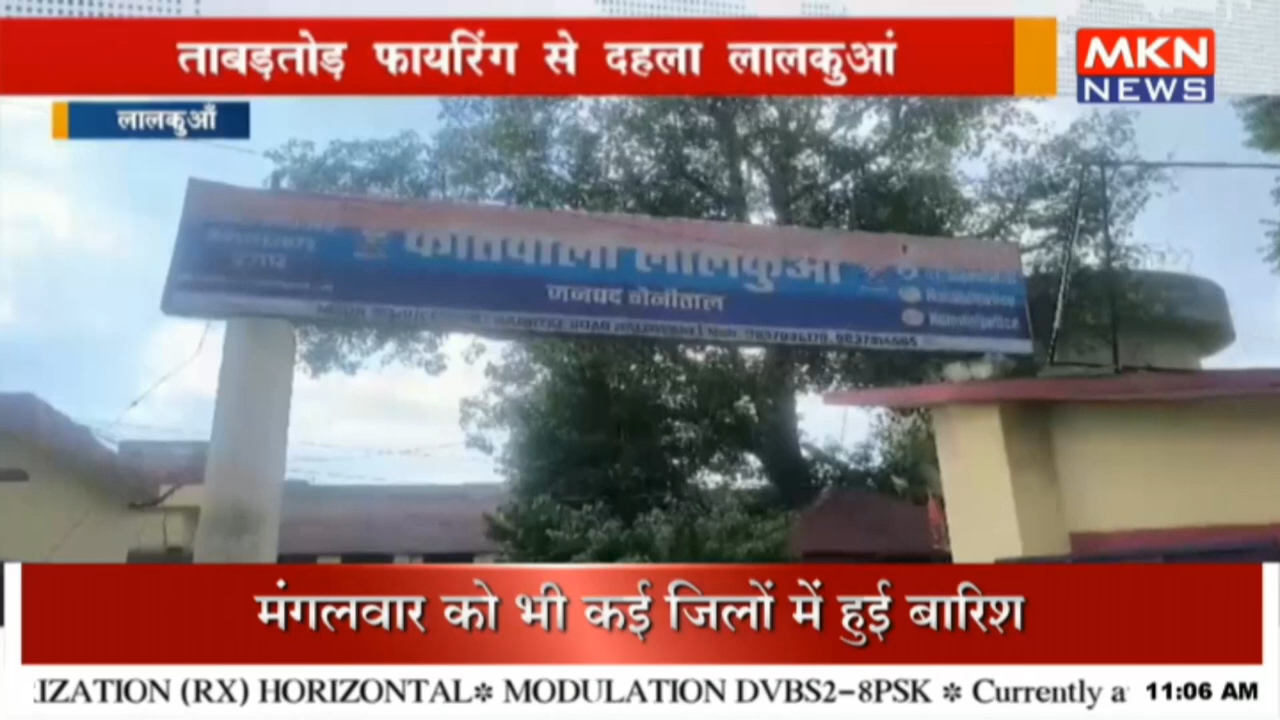 ताबड़तोड़ फायरिंग से दहला लालकुआं
MKN
NEWS
लालकुआँ
कोतवाली लालकुआँ
जनपद नैनीताल
मंगलवार को भी कई जिलों में हुई बारिश
IZATION (RX) HORIZONTAL* MODULATION DVBS2-8PSK * Currently a
11:06 AM